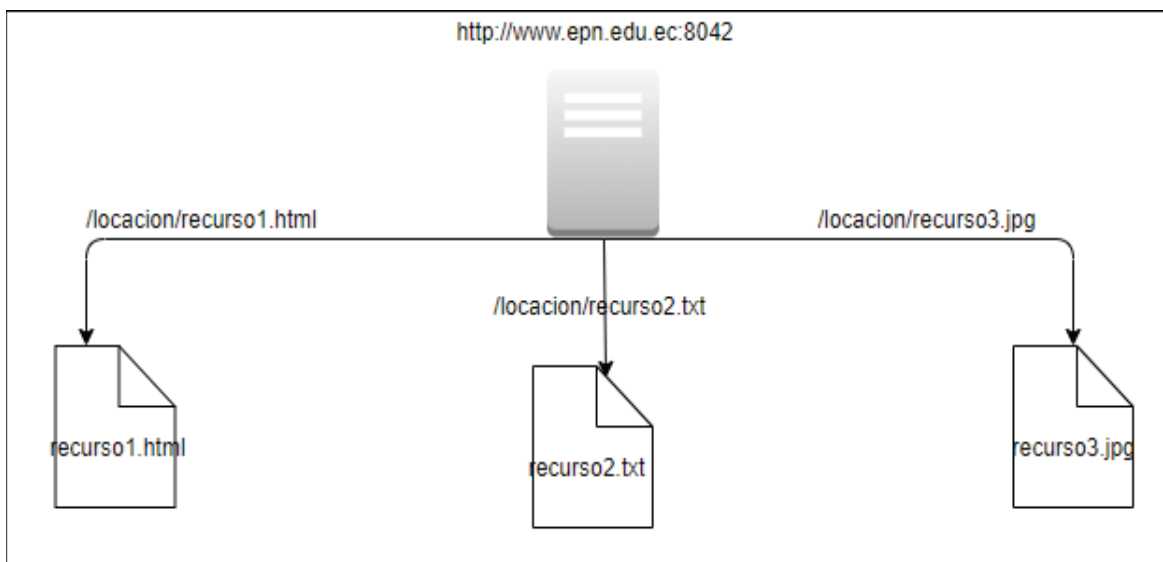 http://www.epn.edu.ec:8042
/locacion/recurso1.html
/locacion/recurso3.jpg
/locacion/recurso2.txt
recurso1.html
recurso2.txt
recurso3.jpg